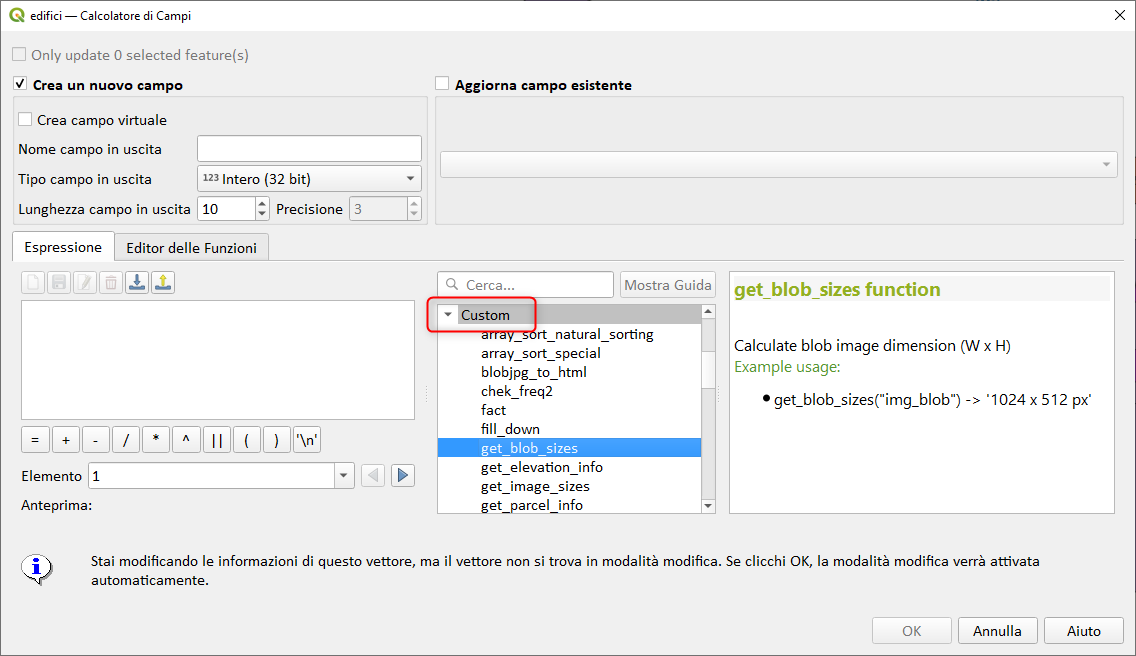 edifici — Calcolatore di Campi
Only update 0 selected feature(s)
Crea un nuovo campo
Aggiorna campo esistente
Crea campo virtuale
Nome campo in uscita
Tipo campo in uscita
123 Intero (32 bit)
Lunghezza campo in uscita
10
Precisione
3
Espressione
Editor delle Funzioni
Cerca...
Mostra Guida
Custom
array_sort_natural_sorting
array_sort_special
blobjpg_to_html
chek_freq2
fact
fill_down
get_blob_sizes
get_elevation_info
get_image_sizes
get_parcel_info
get_blob_sizes function
Calculate blob image dimension (W x H)
Example usage:
get_blob_sizes("img_blob") -> '1024 x 512 px'
= + - / * ^ || ( ) '\n'
Elemento
1
Anteprima:
Stai modificando le informazioni di questo vettore, ma il vettore non si trova in modalità modifica. Se clicchi OK, la modalità modifica verrà attivata
automaticamente.
OK
Annulla
Aiuto